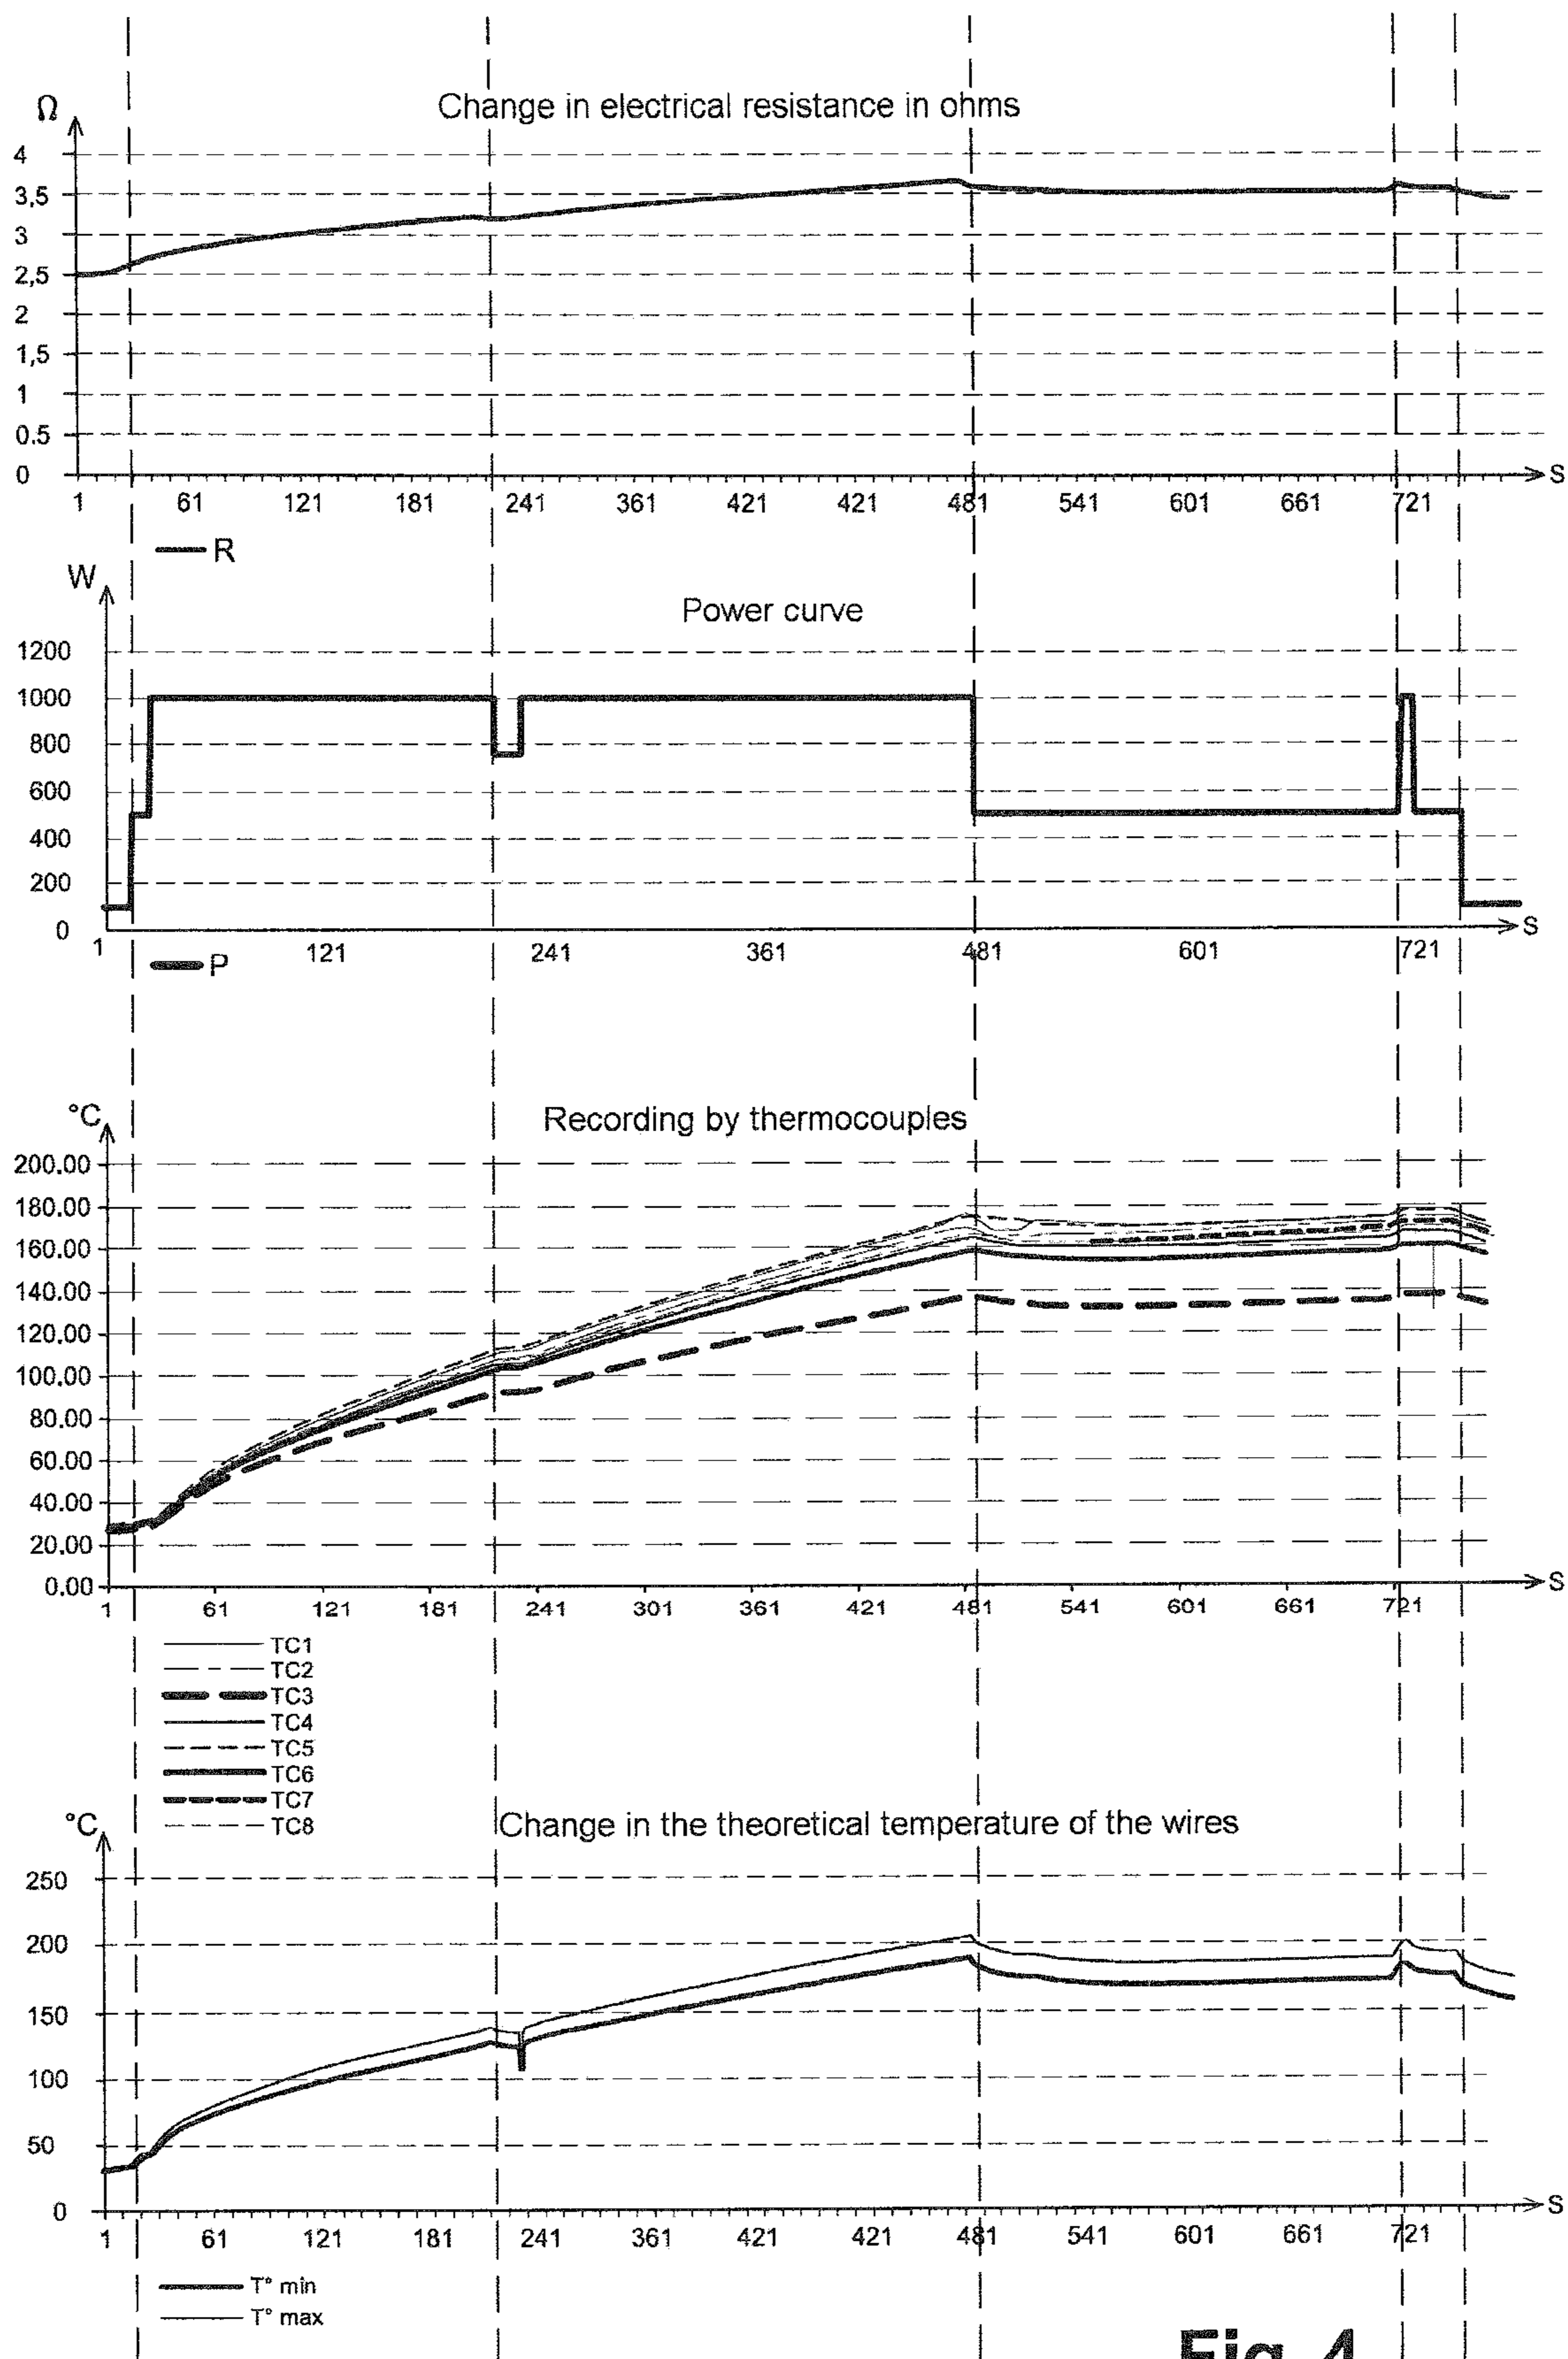 Change in electrical resistance in ohms
Ω
4
3,5
3
2,5
2
1,5
1
0.5
0
1 61 121 181 241 361 421 421 481 541 601 661 721 S
R
W
Power curve
1200
1000
800
600
400
200
0
1 121 241 361 481 601 721 S
P
°C
Recording by thermocouples
200.00
180.00
160.00
140.00
120.00
100.00
80.00
60.00
40.00
20.00
0.00
1 61 121 181 241 301 361 421 481 541 601 661 721 S
TC1
TC2
TC3
TC4
TC5
TC6
TC7
TC8
°C
Change in the theoretical temperature of the wires
250
200
150
100
50
0
1 61 121 181 241 361 421 421 481 541 601 661 721 S
T° min
T° max
Fig. 4